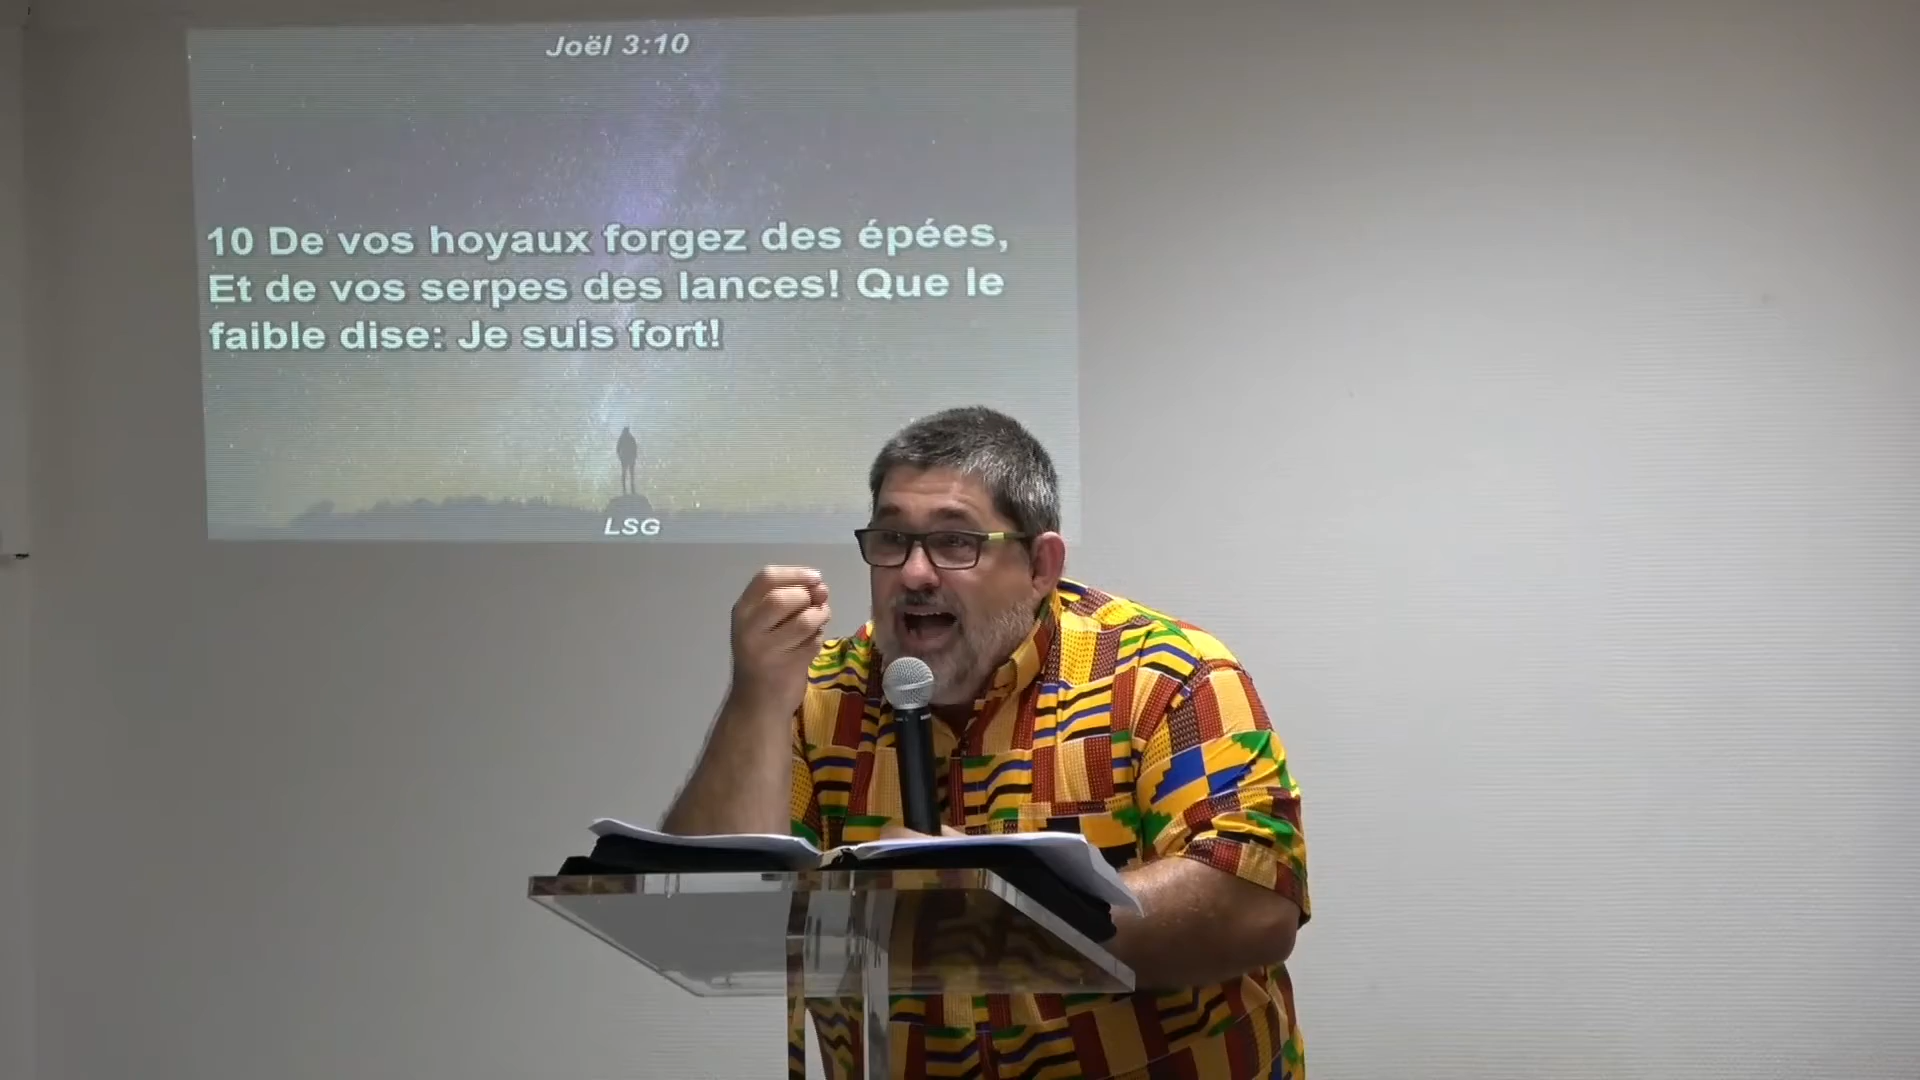 Joël 3:10
10 De vos hoyaux forgez des épées,
Et de vos serpes des lances! Que le
faible dise: Je suis fort!
LSG